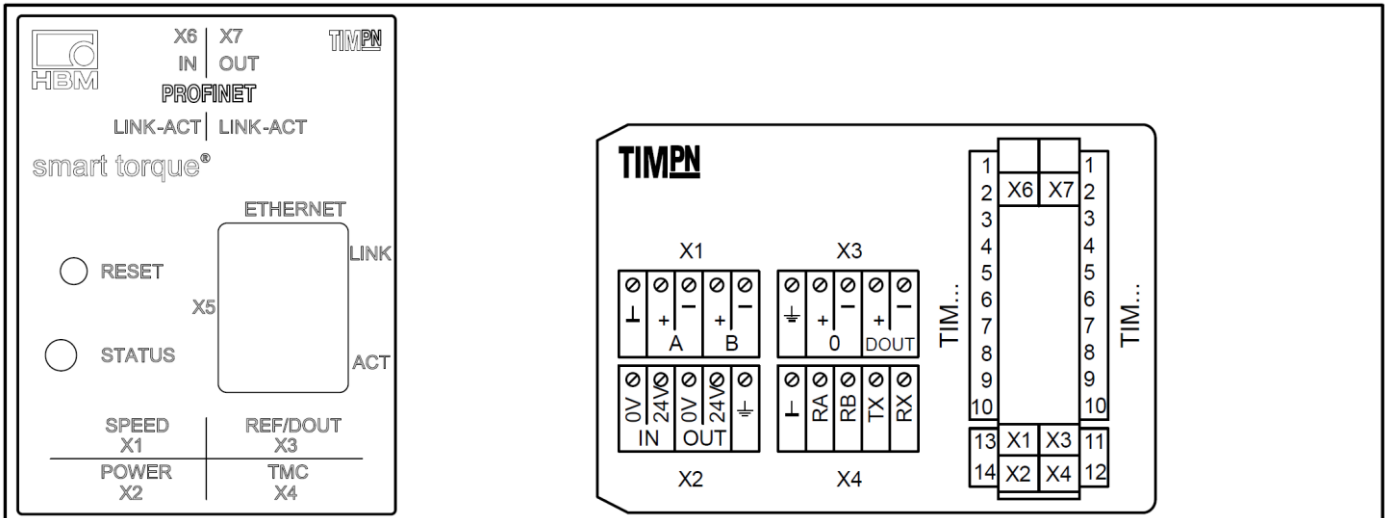 X6 X7
TIMPN
IN OUT
HBM
PROFINET
LINK-ACT LINK-ACT
smart torque®
ETHERNET
LINK
RESET
X5
STATUS
ACT
SPEED REF/DOUT
X1 X3
POWER TMC
X2 X4
TIMPN
X1 X3
+ − + −
A B
+ − + −
0 DOUT
0V 24V 0V 24V
IN OUT
RA RB TX RX
X2 X4
TIM...
1 1
2 X6 X7 2
3 3
4 4
5 5
6 6
7 7
8 8
9 9
10 10
13 X1 X3 11
14 X2 X4 12
TIM...